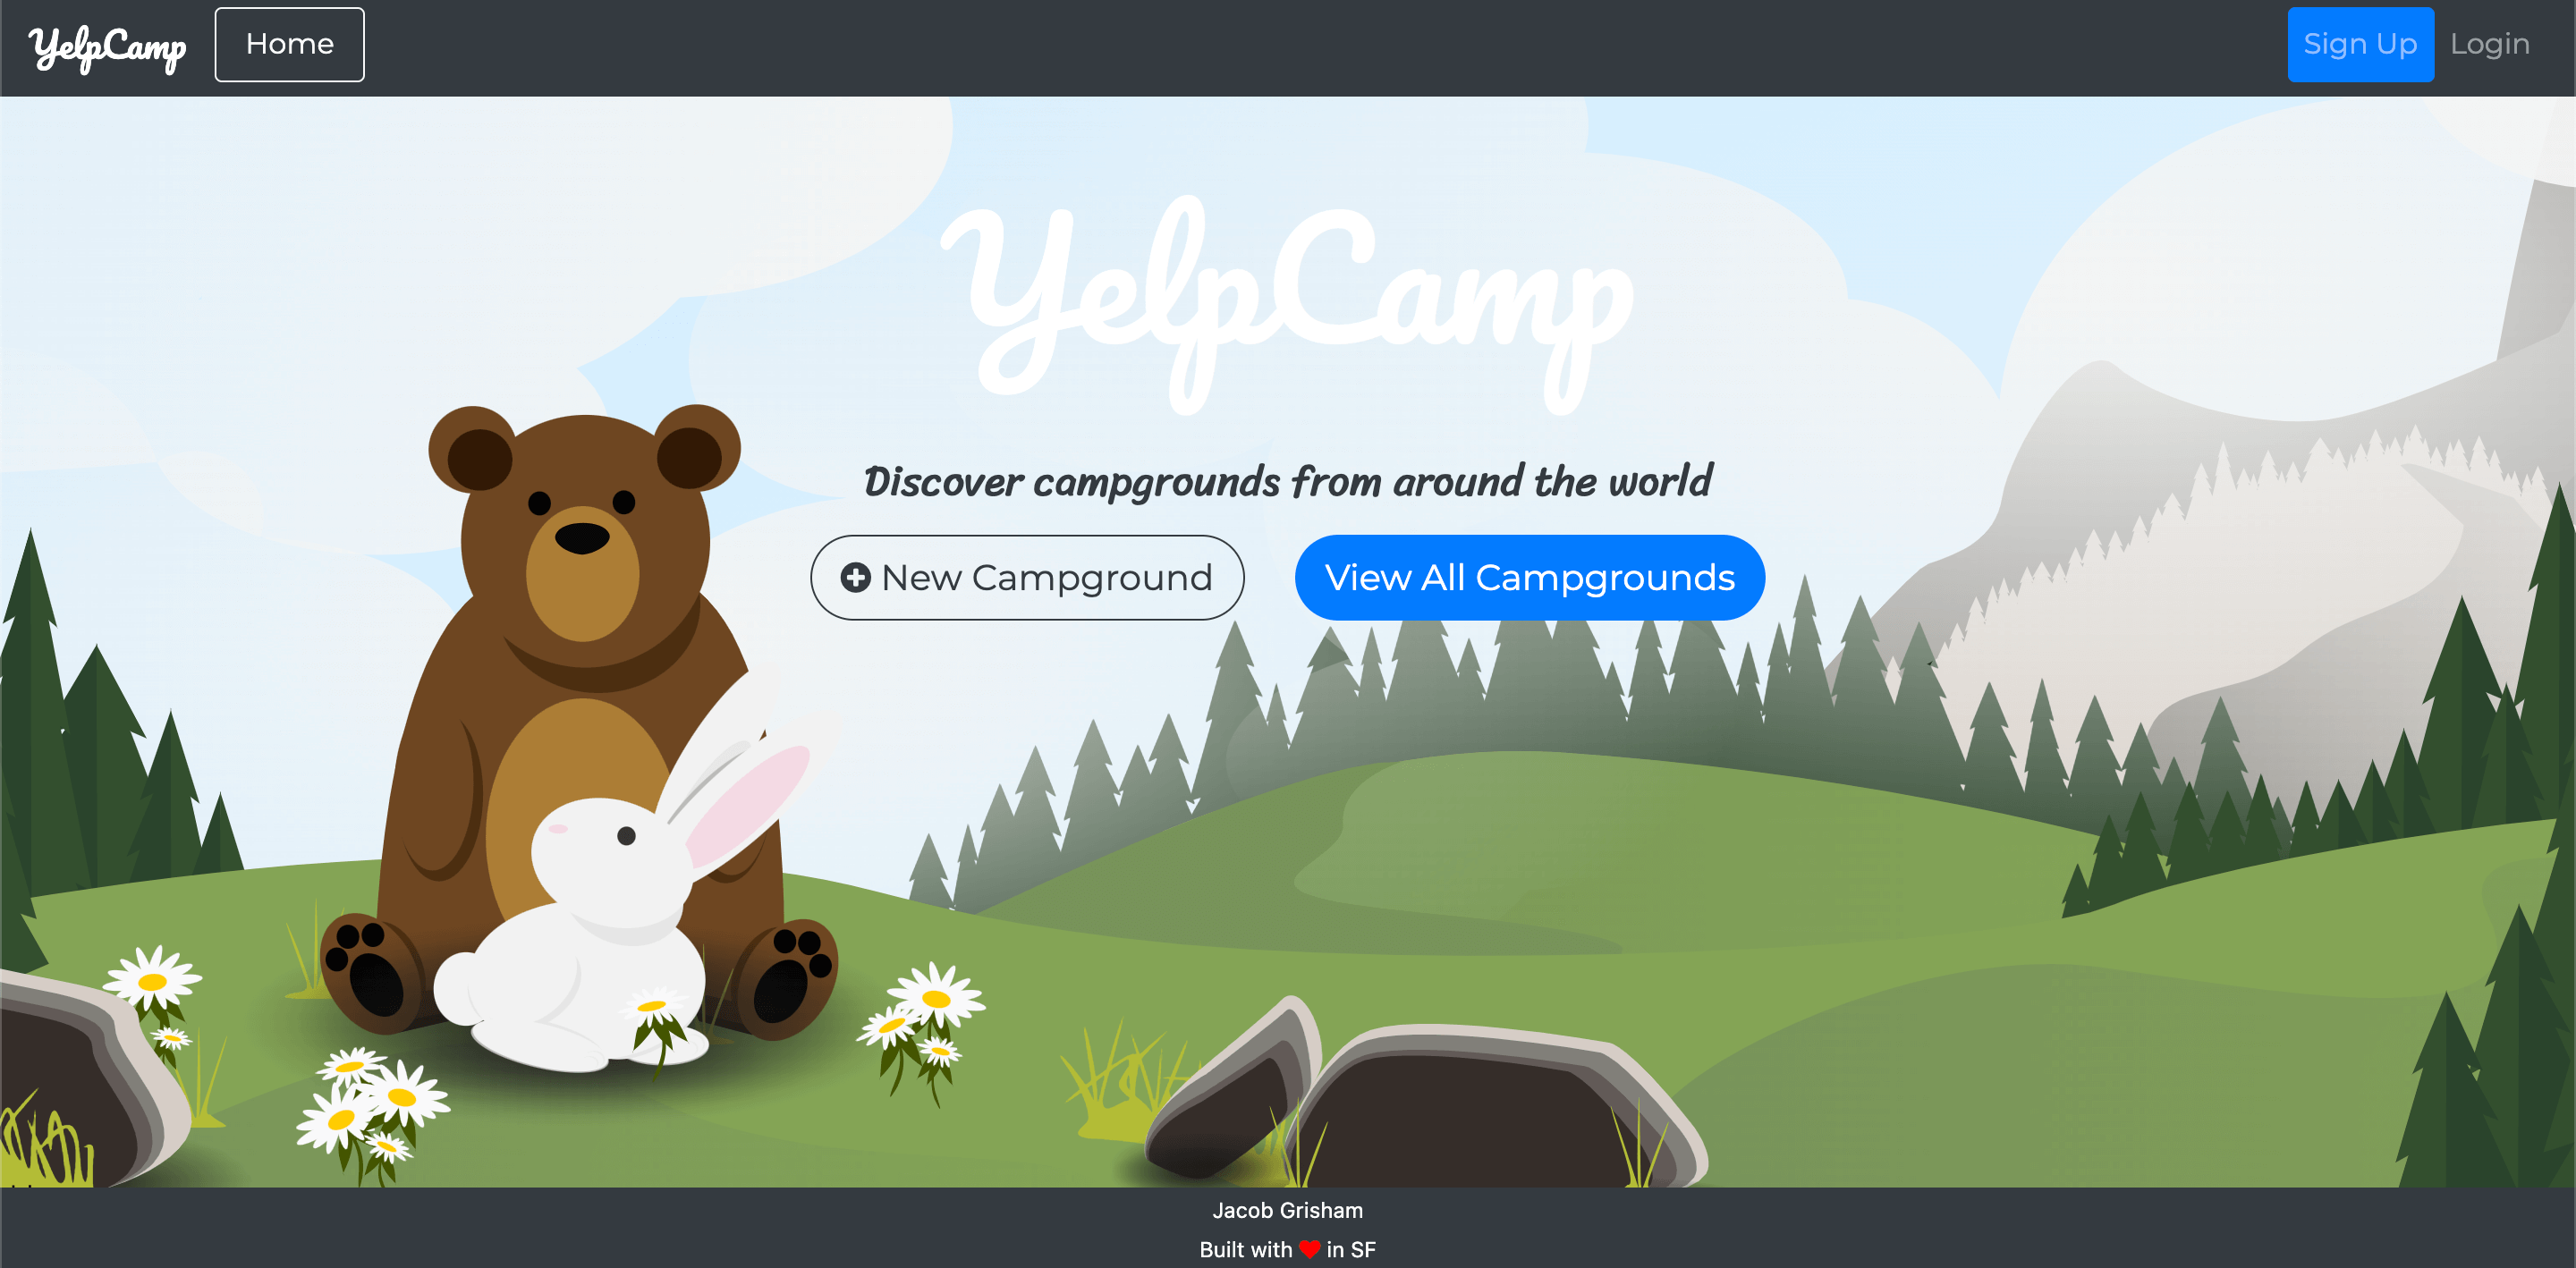 YelpCamp Home Sign Up Login
YelpCamp
Discover campgrounds from around the world
New Campground View All Campgrounds
Jacob Grisham
Built with ❤ in SF